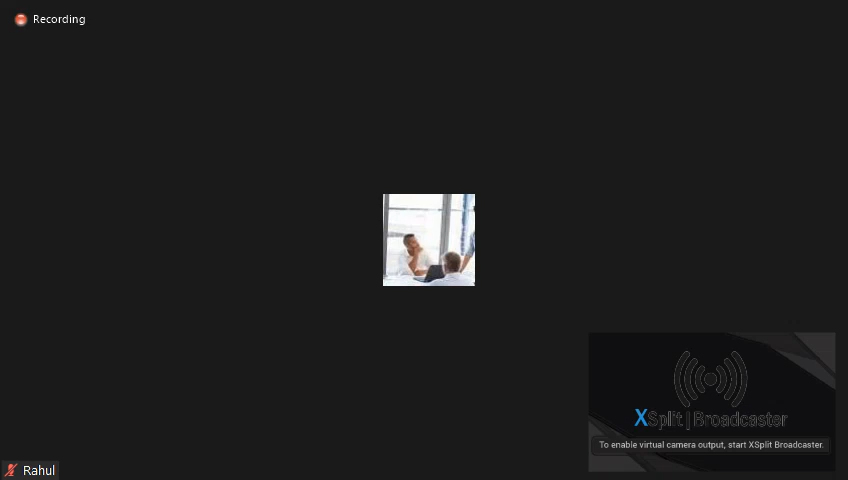 Recording
XSplit|Broadcaster
To enable virtual camera output, start XSplit Broadcaster.
Rahul